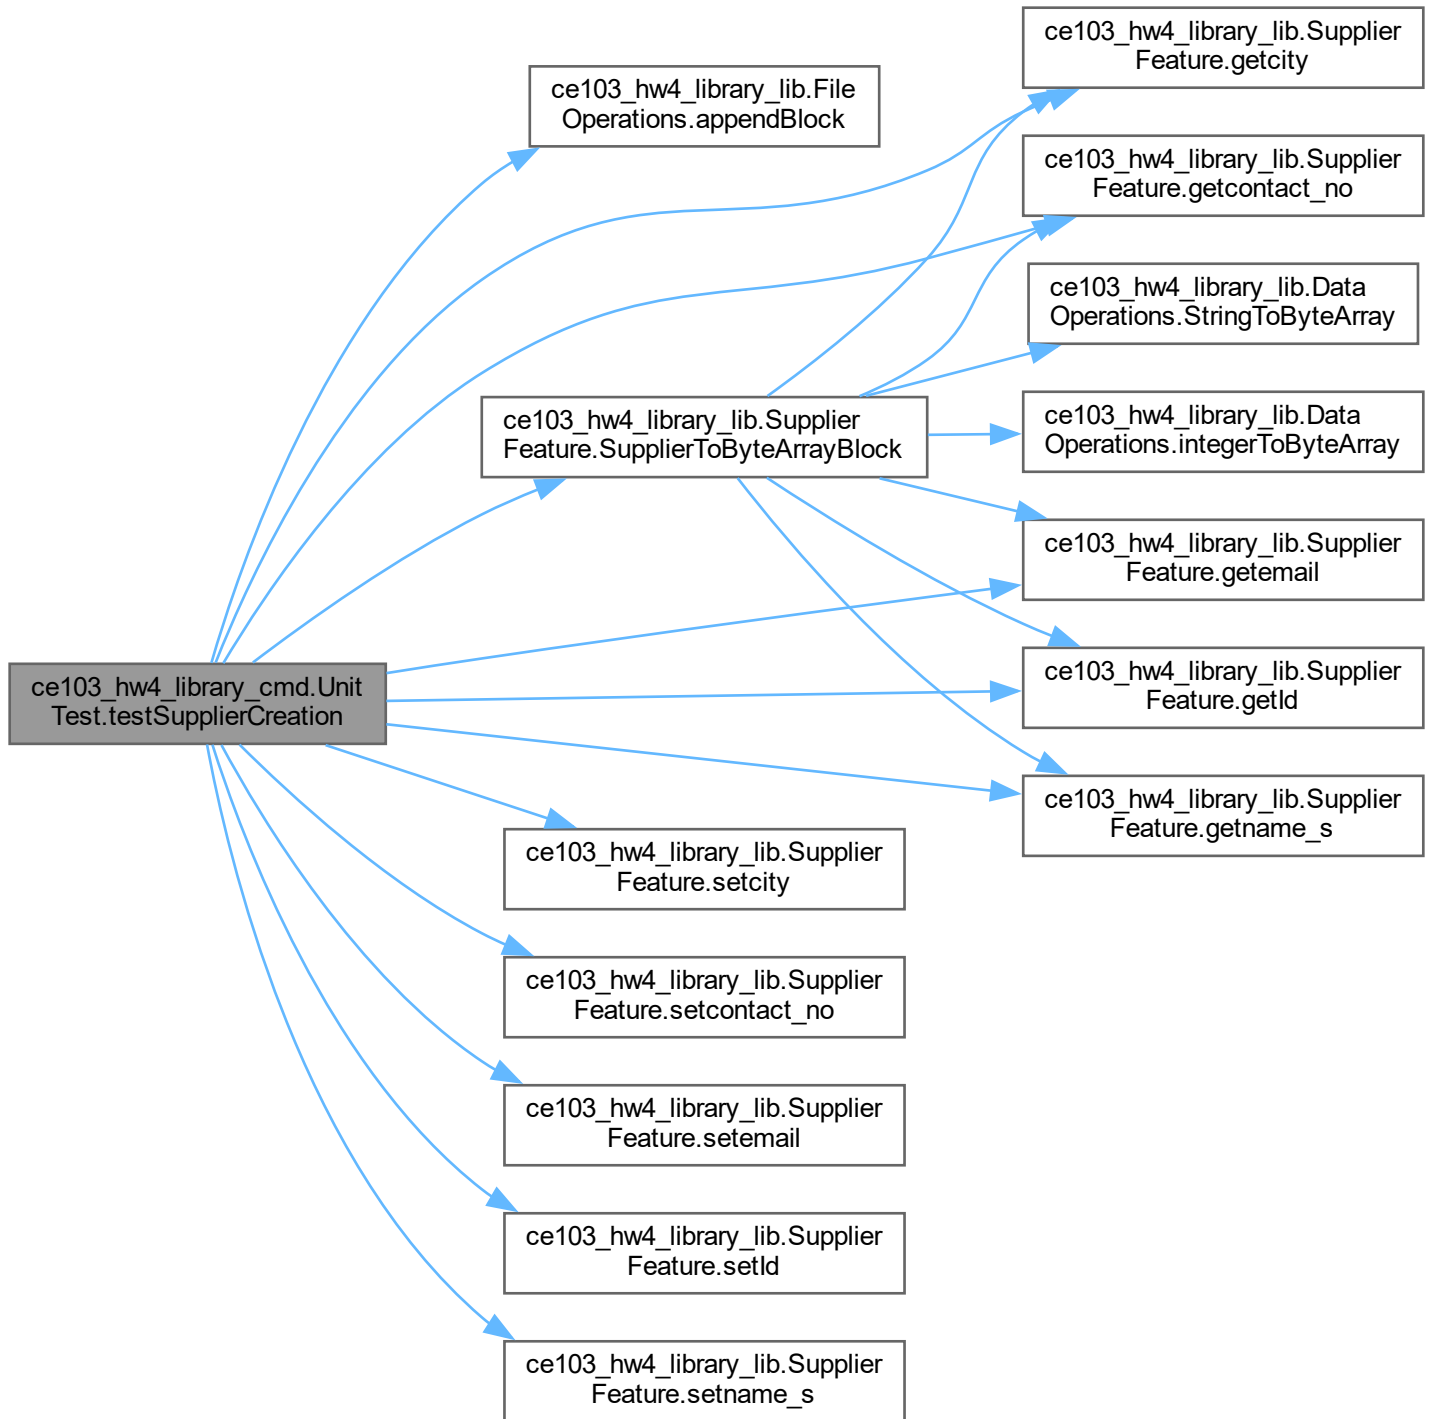 ce103_hw4_library_cmd.Unit
Test.testSupplierCreation
ce103_hw4_library_lib.File
Operations.appendBlock
ce103_hw4_library_lib.Supplier
Feature.SupplierToByteArrayBlock
ce103_hw4_library_lib.Supplier
Feature.setcity
ce103_hw4_library_lib.Supplier
Feature.setcontact_no
ce103_hw4_library_lib.Supplier
Feature.setemail
ce103_hw4_library_lib.Supplier
Feature.setId
ce103_hw4_library_lib.Supplier
Feature.setname_s
ce103_hw4_library_lib.Supplier
Feature.getcity
ce103_hw4_library_lib.Supplier
Feature.getcontact_no
ce103_hw4_library_lib.Data
Operations.StringToByteArray
ce103_hw4_library_lib.Data
Operations.integerToByteArray
ce103_hw4_library_lib.Supplier
Feature.getemail
ce103_hw4_library_lib.Supplier
Feature.getId
ce103_hw4_library_lib.Supplier
Feature.getname_s